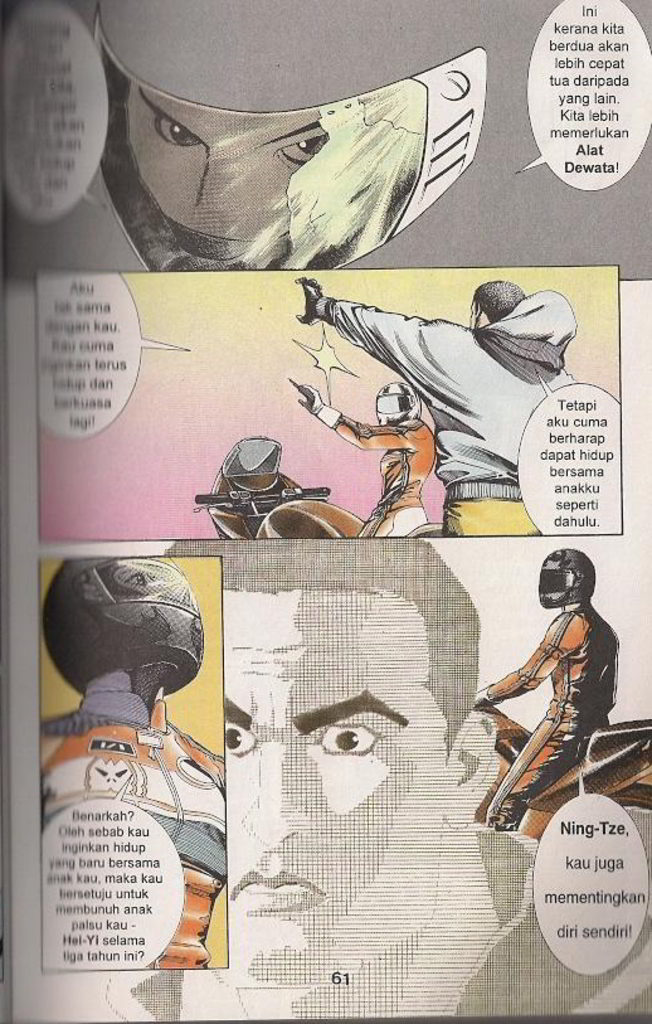 Ini
kerana kita
berdua akan
lebih cepat
tua daripada
yang lain.
Kita lebih
memerlukan
Alat
Dewata!
Aku
tak sama
dengan kau.
Kau cuma
inginkan terus
hidup dan
berkuasa
lagi!
Tetapi
aku cuma
berharap
dapat hidup
bersama
anakku
seperti
dahulu.
Benarkah?
Oleh sebab kau
inginkan hidup
yang baru bersama
anak kau, maka kau
bersetuju untuk
membunuh anak
palsu kau -
Hei-Yi selama
tiga tahun ini?
Ning-Tze,
kau juga
mementingkan
diri sendiri!
61